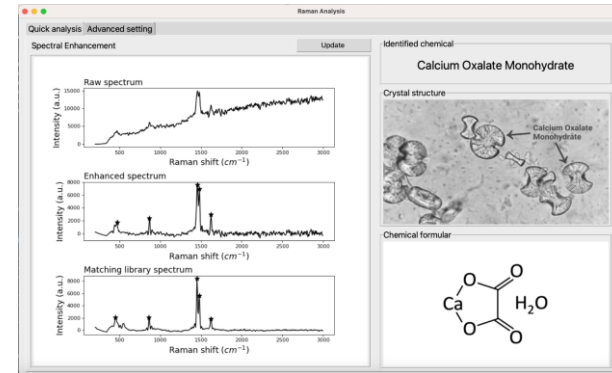 Raman Analysis
Quick analysis Advanced setting
Spectral Enhancement
Update
Raw spectrum
Intensity (a.u.)
15000
10000
5000
0
500 1000 1500 2000 2500 3000
Raman shift (cm⁻¹)
Enhanced spectrum
Intensity (a.u.)
8000
6000
4000
2000
0
500 1000 1500 2000 2500 3000
Raman shift (cm⁻¹)
Matching library spectrum
Intensity (a.u.)
8000
6000
4000
2000
0
500 1000 1500 2000 2500 3000
Raman shift (cm⁻¹)
Identified chemical
Calcium Oxalate Monohydrate
Crystal structure
Calcium Oxalate
Monohydrate
Chemical formular
O
O
Ca
H₂O
O
O